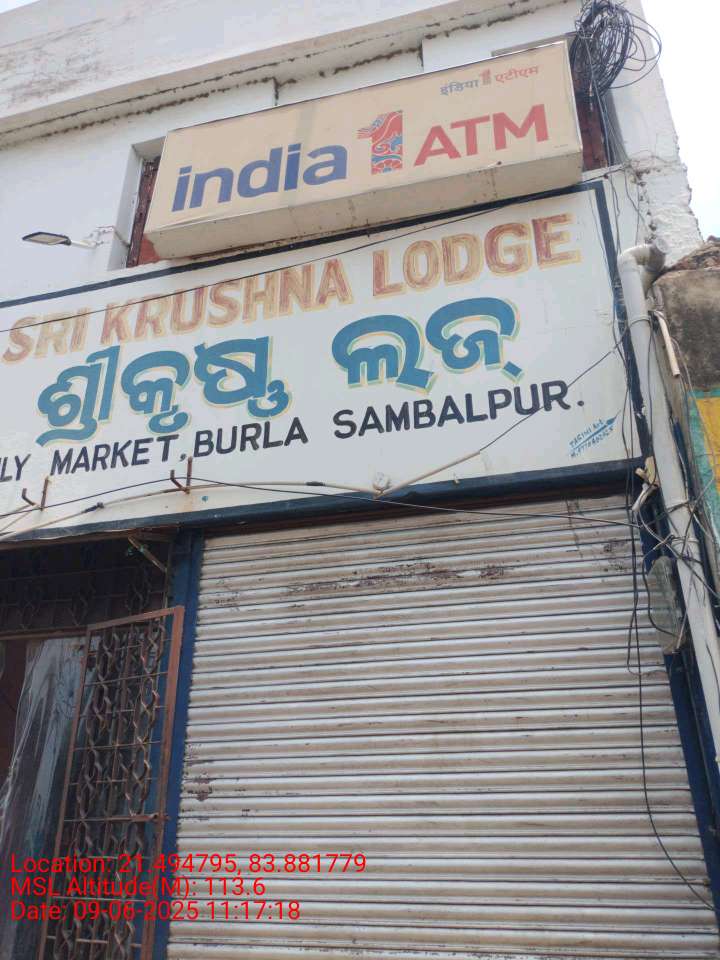 इंडिया 1 एटीएम
india 1 ATM
SRI KRUSHNA LODGE
ଶ୍ରୀକୃଷ୍ଣ ଲଜ୍
LY MARKET, BURLA SAMBALPUR.
Location: 21.494795, 83.881779
MSL Altitude(M): 113.6
Date: 09-06-2025 11:17:18